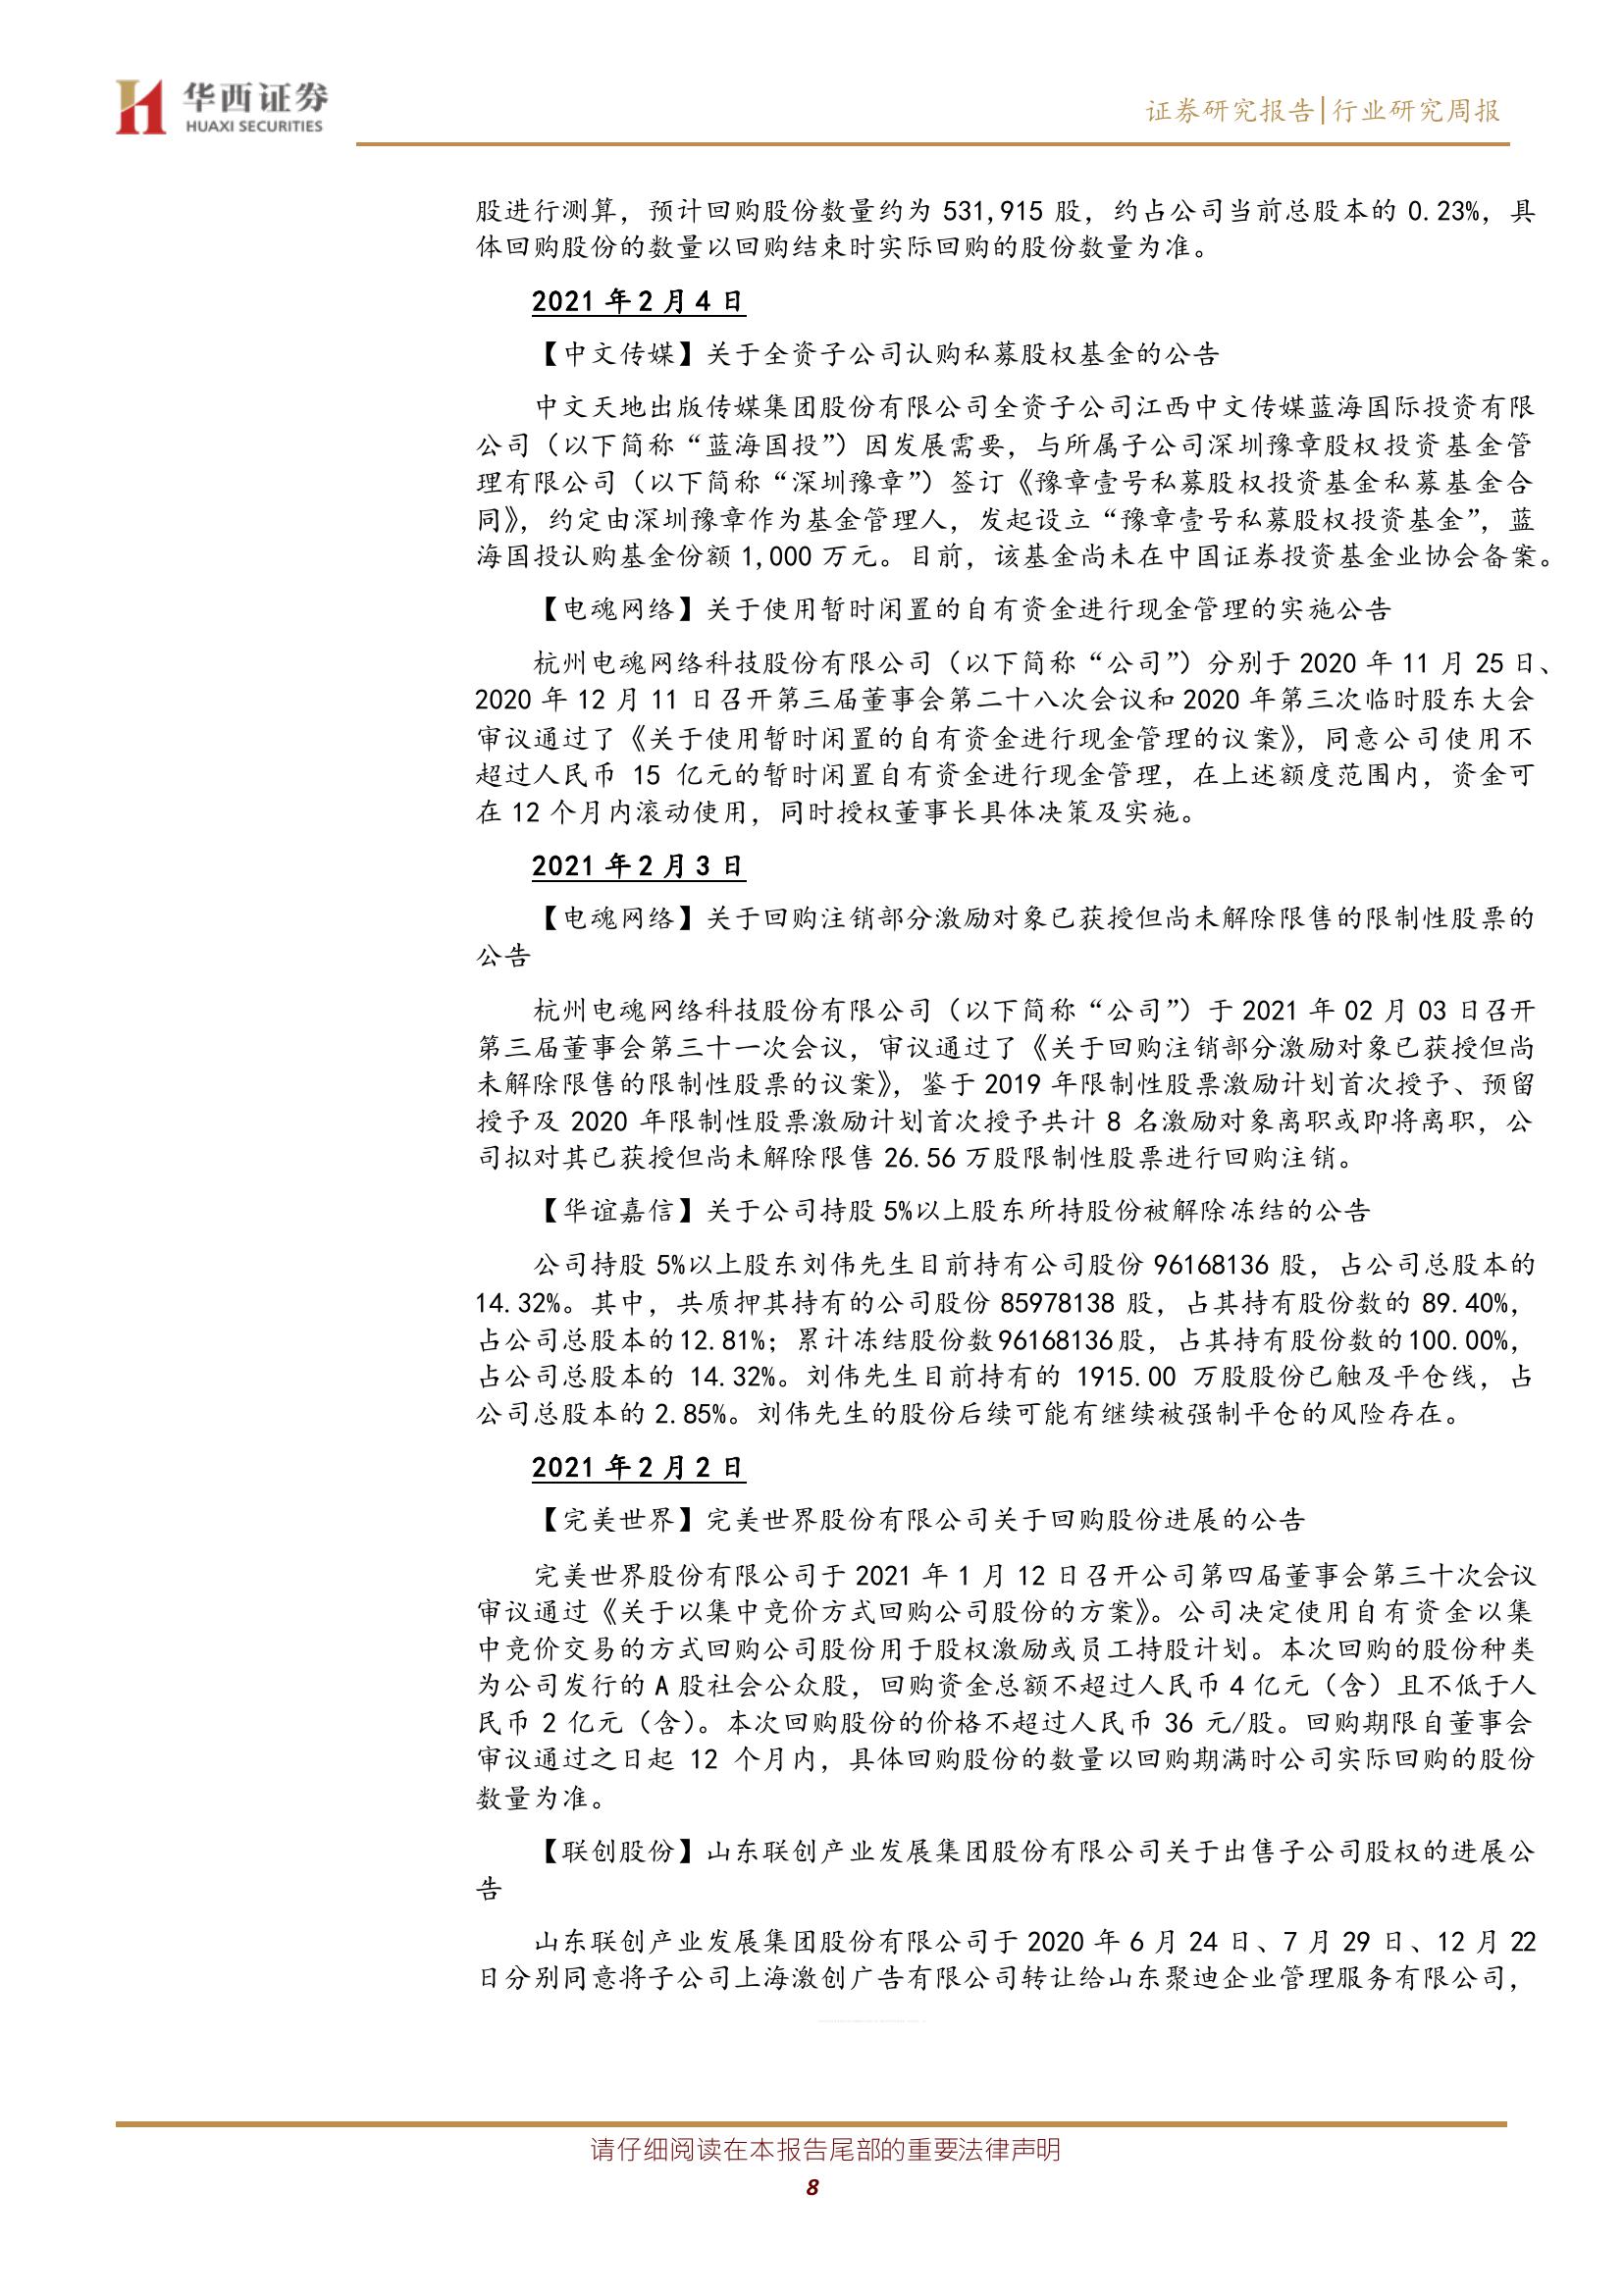 华西证券
HUAXI SECURITIES
证券研究报告|行业研究周报
股进行测算，预计回购股份数量约为 531,915 股，约占公司当前总股本的 0.23%，具
体回购股份的数量以回购结束时实际回购的股份数量为准。
2021 年 2 月 4 日
【中文传媒】关于全资子公司认购私募股权基金的公告
中文天地出版传媒集团股份有限公司全资子公司江西中文传媒蓝海国际投资有限
公司（以下简称“蓝海国投”）因发展需要，与所属子公司深圳豫章股权投资基金管
理有限公司（以下简称“深圳豫章”）签订《豫章壹号私募股权投资基金私募基金合
同》，约定由深圳豫章作为基金管理人，发起设立“豫章壹号私募股权投资基金”，蓝
海国投认购基金份额 1,000 万元。目前，该基金尚未在中国证券投资基金业协会备案。
【电魂网络】关于使用暂时闲置的自有资金进行现金管理的实施公告
杭州电魂网络科技股份有限公司（以下简称“公司”）分别于 2020 年 11 月 25 日、
2020 年 12 月 11 日召开第三届董事会第二十八次会议和 2020 年第三次临时股东大会
审议通过了《关于使用暂时闲置的自有资金进行现金管理的议案》，同意公司使用不
超过人民币 15 亿元的暂时闲置自有资金进行现金管理，在上述额度范围内，资金可
在 12 个月内滚动使用，同时授权董事长具体决策及实施。
2021 年 2 月 3 日
【电魂网络】关于回购注销部分激励对象已获授但尚未解除限售的限制性股票的
公告
杭州电魂网络科技股份有限公司（以下简称“公司”）于 2021 年 02 月 03 日召开
第三届董事会第三十一次会议，审议通过了《关于回购注销部分激励对象已获授但尚
未解除限售的限制性股票的议案》，鉴于 2019 年限制性股票激励计划首次授予、预留
授予及 2020 年限制性股票激励计划首次授予共计 8 名激励对象离职或即将离职，公
司拟对其已获授但尚未解除限售 26.56 万股限制性股票进行回购注销。
【华谊嘉信】关于公司持股 5%以上股东所持股份被解除冻结的公告
公司持股 5%以上股东刘伟先生目前持有公司股份 96168136 股，占公司总股本的
14.32%。其中，共质押其持有的公司股份 85978138 股，占其持有股份数的 89.40%，
占公司总股本的 12.81%；累计冻结股份数 96168136 股，占其持有股份数的 100.00%，
占公司总股本的 14.32%。刘伟先生目前持有的 1915.00 万股股份已触及平仓线，占
公司总股本的 2.85%。刘伟先生的股份后续可能有继续被强制平仓的风险存在。
2021 年 2 月 2 日
【完美世界】完美世界股份有限公司关于回购股份进展的公告
完美世界股份有限公司于 2021 年 1 月 12 日召开公司第四届董事会第三十次会议
审议通过《关于以集中竞价方式回购公司股份的方案》。公司决定使用自有资金以集
中竞价交易的方式回购公司股份用于股权激励或员工持股计划。本次回购的股份种类
为公司发行的 A 股社会公众股，回购资金总额不超过人民币 4 亿元（含）且不低于人
民币 2 亿元（含）。本次回购股份的价格不超过人民币 36 元/股。回购期限自董事会
审议通过之日起 12 个月内，具体回购股份的数量以回购期满时公司实际回购的股份
数量为准。
【联创股份】山东联创产业发展集团股份有限公司关于出售子公司股权的进展公
告
山东联创产业发展集团股份有限公司于 2020 年 6 月 24 日、7 月 29 日、12 月 22
日分别同意将子公司上海激创广告有限公司转让给山东聚迪企业管理服务有限公司，
请仔细阅读在本报告尾部的重要法律声明
8